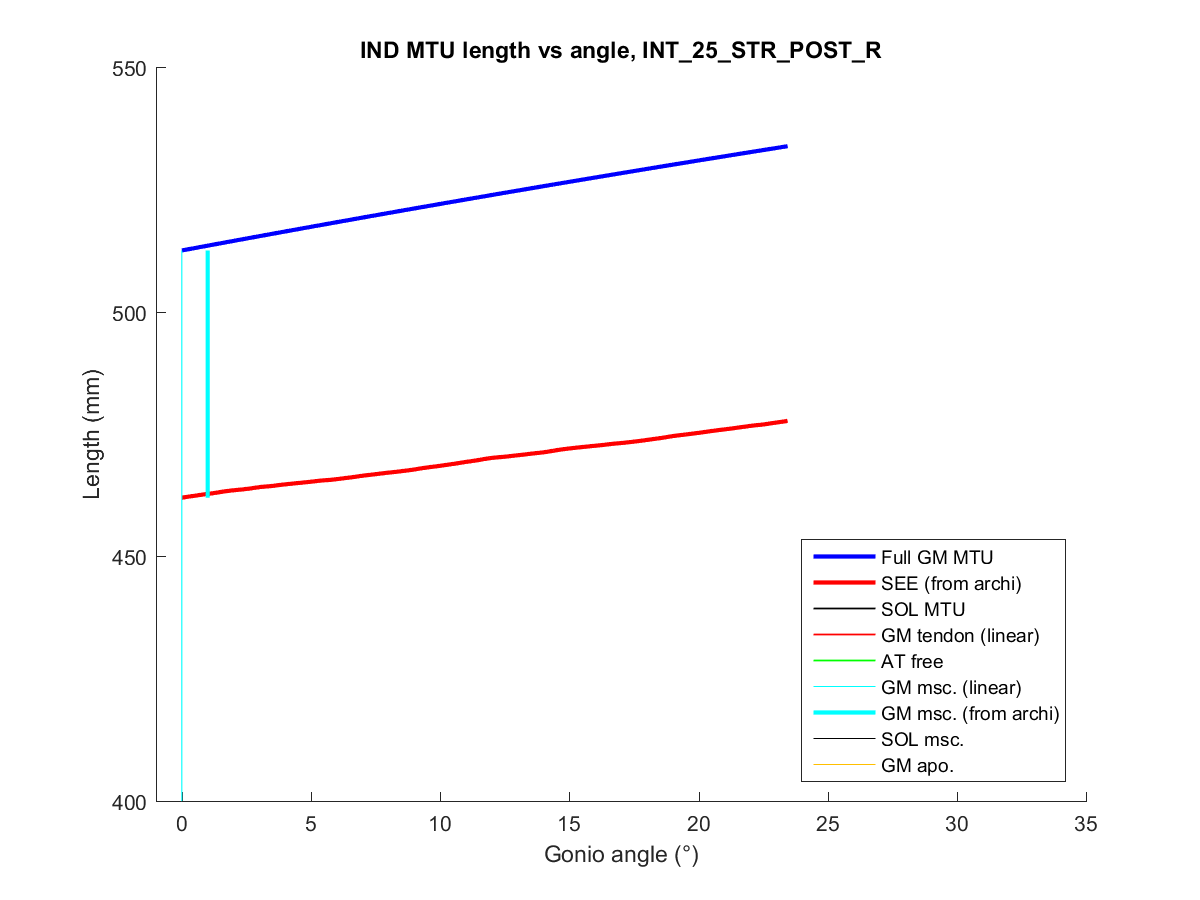 IND MTU length vs angle, INT_25_STR_POST_R
550
500
450
400
Length (mm)
0 5 10 15 20 25 30 35
Gonio angle (°)
Full GM MTU
SEE (from archi)
SOL MTU
GM tendon (linear)
AT free
GM msc. (linear)
GM msc. (from archi)
SOL msc.
GM apo.